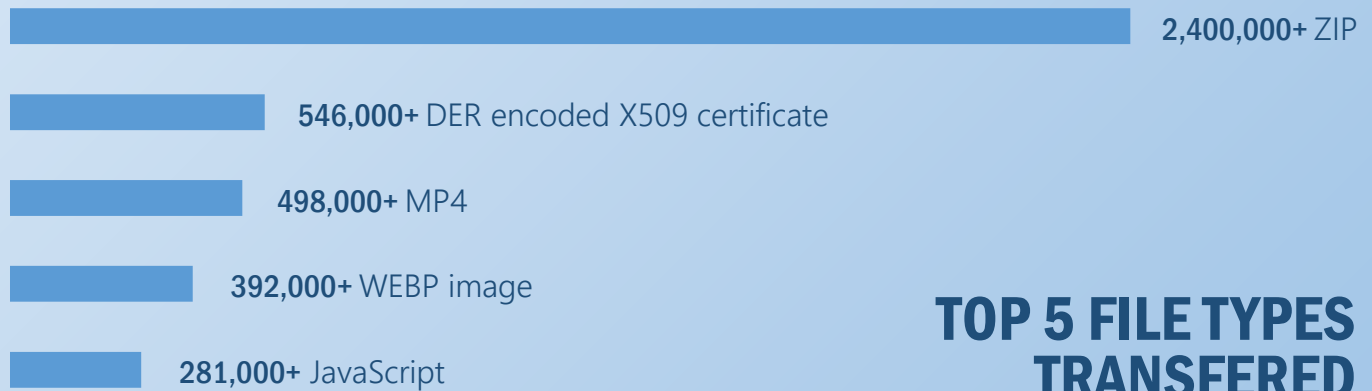 2,400,000+ ZIP
546,000+ DER encoded X509 certificate
498,000+ MP4
392,000+ WEBP image
281,000+ JavaScript
TOP 5 FILE TYPES
TRANSFERED